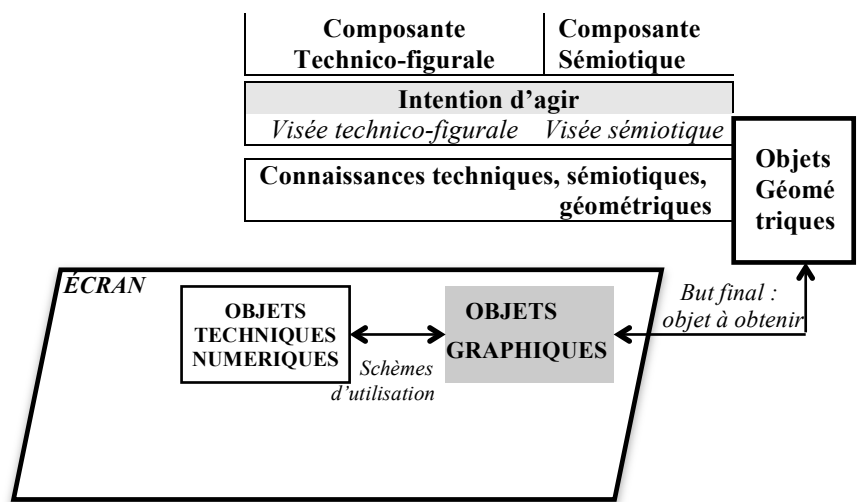 Composante
Technico-figurale
Composante
Sémiotique
Intention d’agir
Visée technico-figurale
Visée sémiotique
Connaissances techniques, sémiotiques,
géométriques
Objets
Géomé
triques
ÉCRAN
OBJETS
TECHNIQUES
NUMERIQUES
Schèmes
d’utilisation
OBJETS
GRAPHIQUES
But final :
objet à obtenir